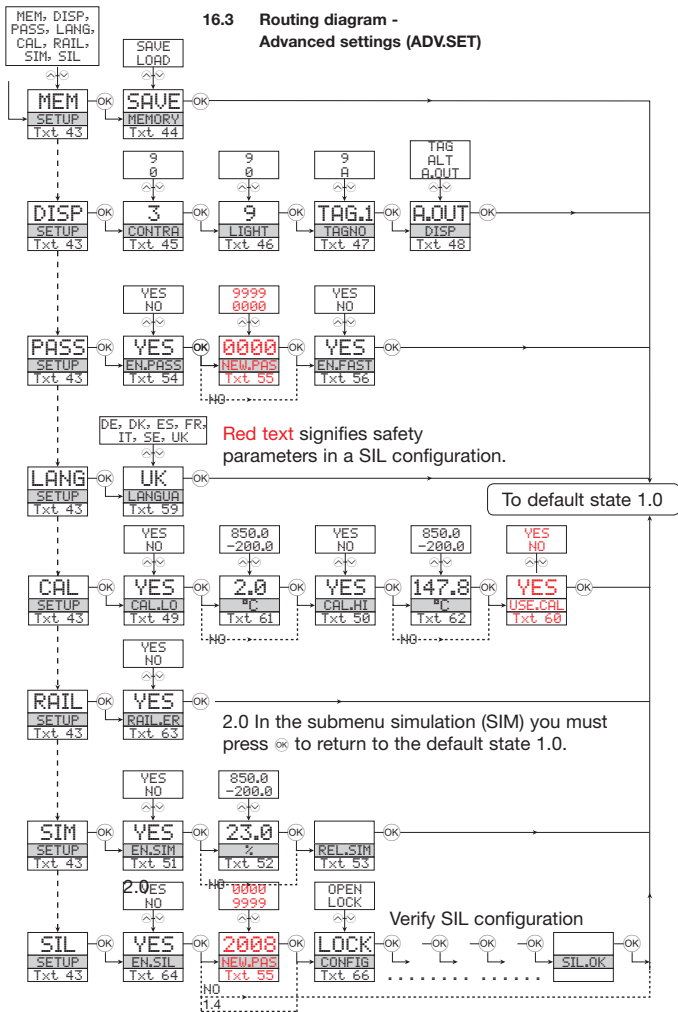 MEM, DISP,
PASS, LANG,
CAL, RAIL,
SIM, SIL
16.3 Routing diagram -
Advanced settings (ADV.SET)
SAVE
LOAD
MEM OK SAVE OK
SETUP MEMORY
Txt 43 Txt 44
9 9 9 TAG
0 0 A ALT
A.OUT
DISP OK 3 OK 9 OK TAG.1 OK A.OUT OK
SETUP CONTRA LIGHT TAGNO DISP
Txt 43 Txt 45 Txt 46 Txt 47 Txt 48
YES 9999 YES
NO 0000 NO
PASS OK YES OK 0000 OK YES OK
SETUP EN.PASS NEW.PAS EN.FAST
Txt 43 Txt 54 Txt 55 Txt 56
NO
DE, DK, ES, FR,
IT, SE, UK
Red text signifies safety
parameters in a SIL configuration.
LANG OK UK OK
SETUP LANGUA
Txt 43 Txt 59
To default state 1.0
YES 850.0 YES 850.0 YES
NO -200.0 NO -200.0 NO
CAL OK YES OK 2.0 OK YES OK 147.8 OK YES OK
SETUP CAL.LO °C CAL.HI °C USE.CAL
Txt 43 Txt 49 Txt 61 Txt 50 Txt 62 Txt 60
NO NO
YES
NO
RAIL OK YES OK
SETUP RAIL.ER
Txt 43 Txt 63
2.0 In the submenu simulation (SIM) you must
press OK to return to the default state 1.0.
YES 850.0
NO -200.0
SIM OK YES OK 23.0 OK OK
SETUP EN.SIM % REL.SIM
Txt 43 Txt 51 Txt 52 Txt 53
NO
2.0
YES 0000 OPEN
NO 9999 LOCK
Verify SIL configuration
SIL OK YES OK 2008 OK LOCK OK OK OK OK OK
SETUP EN.SIL NEW.PAS CONFIG SIL.OK
Txt 43 Txt 64 Txt 55 Txt 66 . . . . . . . . . . . . . .
NO
1.4